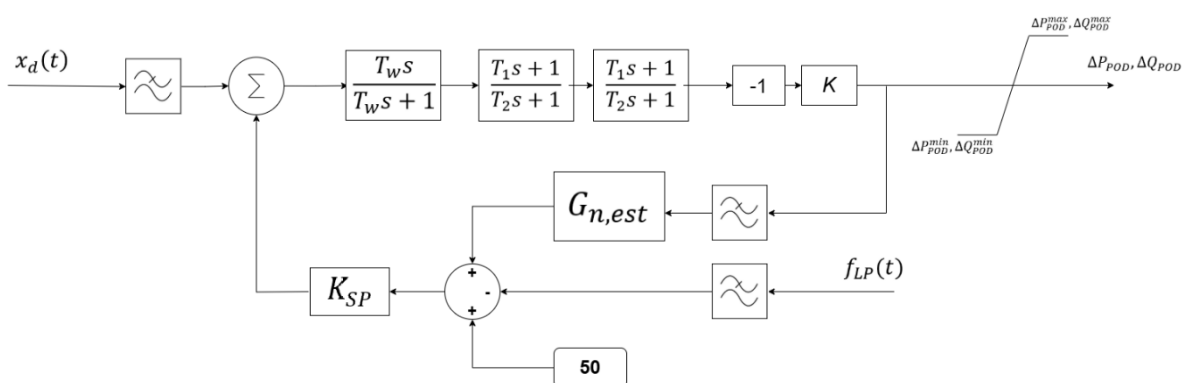 ΔP_POD^max, ΔQ_POD^max
x_d(t)
ΔP_POD, ΔQ_POD
Σ
T_w s
T_w s + 1
T_1 s + 1
T_2 s + 1
T_1 s + 1
T_2 s + 1
-1
K
ΔP_POD^min, ΔQ_POD^min
G_n,est
f_LP(t)
K_SP
+
-
+
50